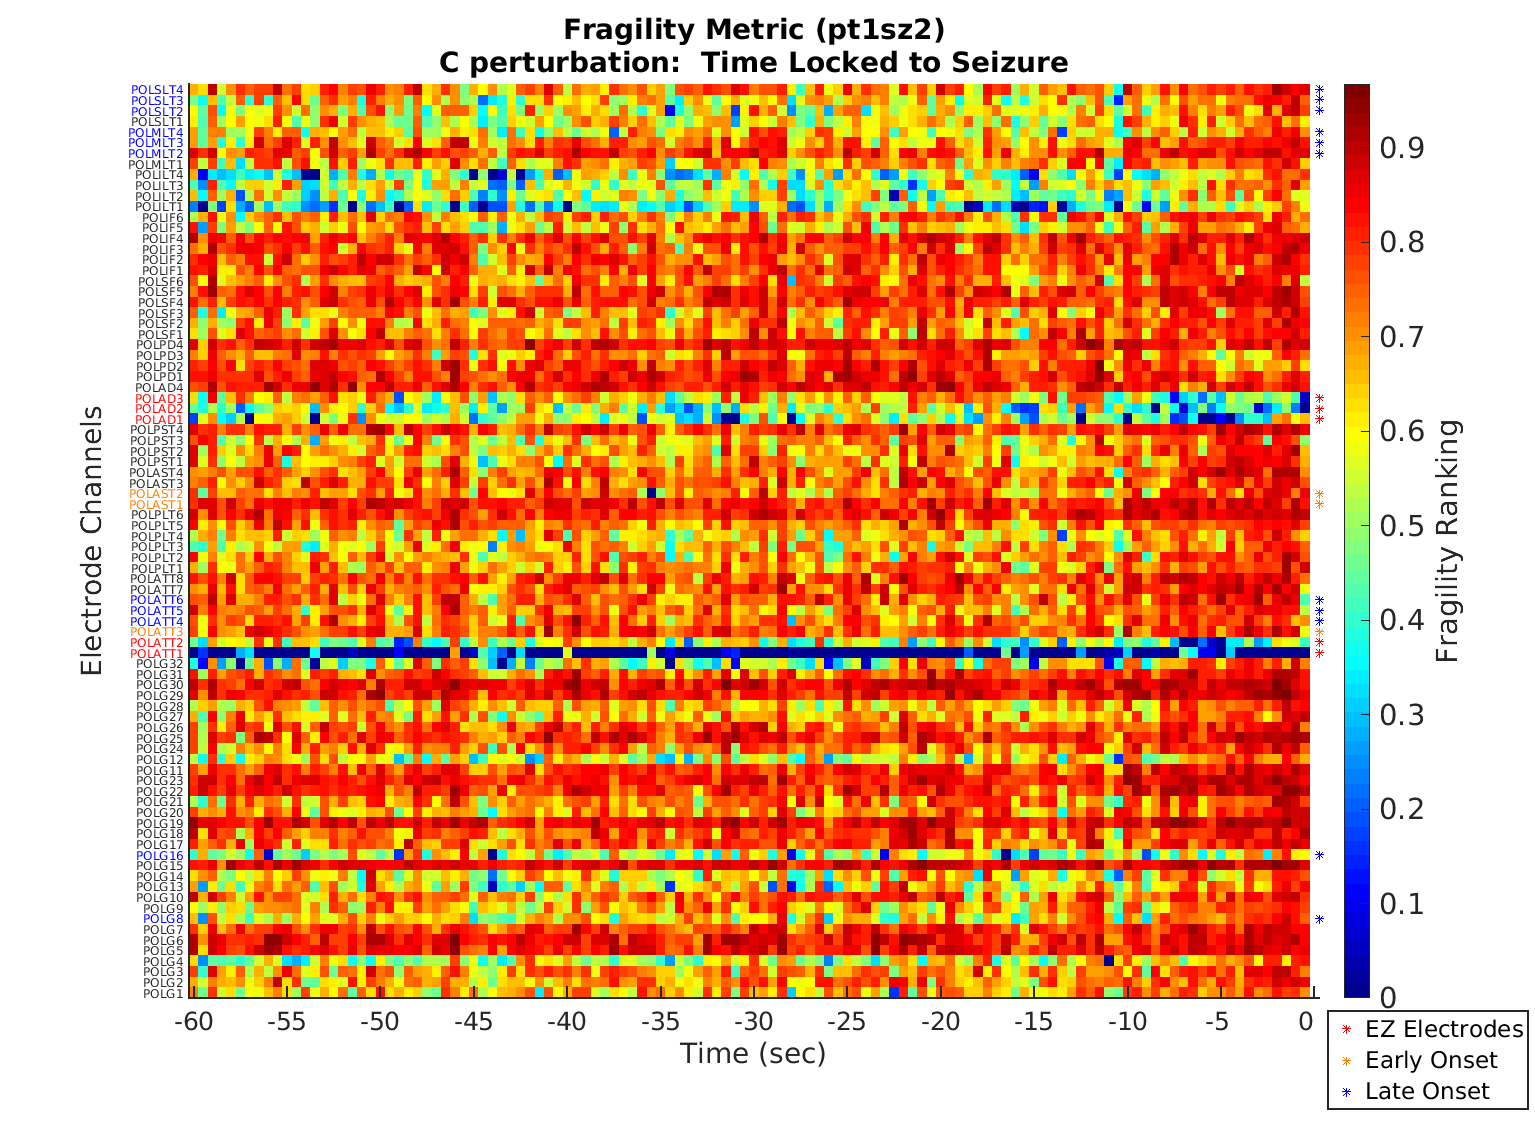 Fragility Metric (pt1sz2)
C perturbation:  Time Locked to Seizure
POLSLT4
POLSLT3
POLSLT2
POLSLT1
POLMLT4
POLMLT3
POLMLT2
POLMLT1
POLILT4
POLILT3
POLILT2
POLILT1
POLIF6
POLIF5
POLIF4
POLIF3
POLIF2
POLIF1
POLSF6
POLSF5
POLSF4
POLSF3
POLSF2
POLSF1
POLPD4
POLPD3
POLPD2
POLPD1
POLAD4
POLAD3
POLAD2
POLAD1
POLPST4
POLPST3
POLPST2
POLPST1
POLAST4
POLAST3
POLAST2
POLAST1
POLPLT6
POLPLT5
POLPLT4
POLPLT3
POLPLT2
POLPLT1
POLATT8
POLATT7
POLATT6
POLATT5
POLATT4
POLATT3
POLATT2
POLATT1
POLG32
POLG31
POLG30
POLG29
POLG28
POLG27
POLG26
POLG25
POLG24
POLG12
POLG11
POLG23
POLG22
POLG21
POLG20
POLG19
POLG18
POLG17
POLG16
POLG15
POLG14
POLG13
POLG10
POLG9
POLG8
POLG7
POLG6
POLG5
POLG4
POLG3
POLG2
POLG1
Electrode Channels
-60 -55 -50 -45 -40 -35 -30 -25 -20 -15 -10 -5 0
Time (sec)
0.9
0.8
0.7
0.6
0.5
0.4
0.3
0.2
0.1
0
Fragility Ranking
EZ Electrodes
Early Onset
Late Onset